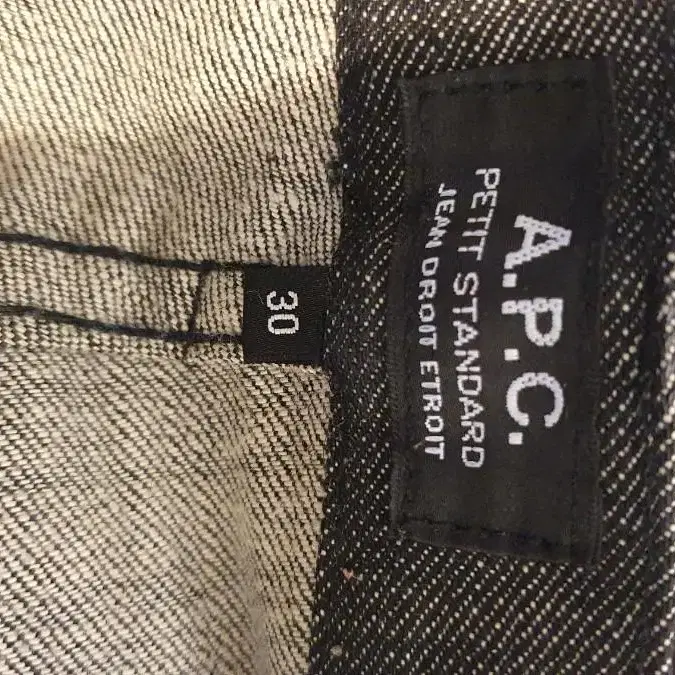 A.P.C.
PETIT STANDARD
JEAN DROIT ETROIT
30